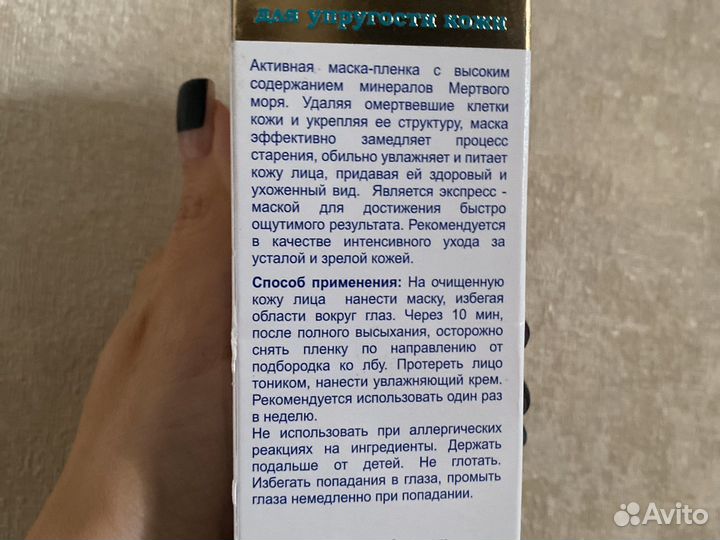 для упругости кожи
Активная маска-пленка с высоким
содержанием минералов Мертвого
моря. Удаляя омертвевшие клетки
кожи и укрепляя ее структуру, маска
эффективно замедляет процесс
старения, обильно увлажняет и питает
кожу лица, придавая ей здоровый и
ухоженный вид. Является экспресс -
маской для достижения быстро
ощутимого результата. Рекомендуется
в качестве интенсивного ухода за
усталой и зрелой кожей.
Способ применения: На очищенную
кожу лица нанести маску, избегая
области вокруг глаз. Через 10 мин,
после полного высыхания, осторожно
снять пленку по направлению от
подбородка ко лбу. Протереть лицо
тоником, нанести увлажняющий крем.
Рекомендуется использовать один раз
в неделю.
Не использовать при аллергических
реакциях на ингредиенты. Держать
подальше от детей. Не глотать.
Избегать попадания в глаза, промыть
глаза немедленно при попадании.
Avito